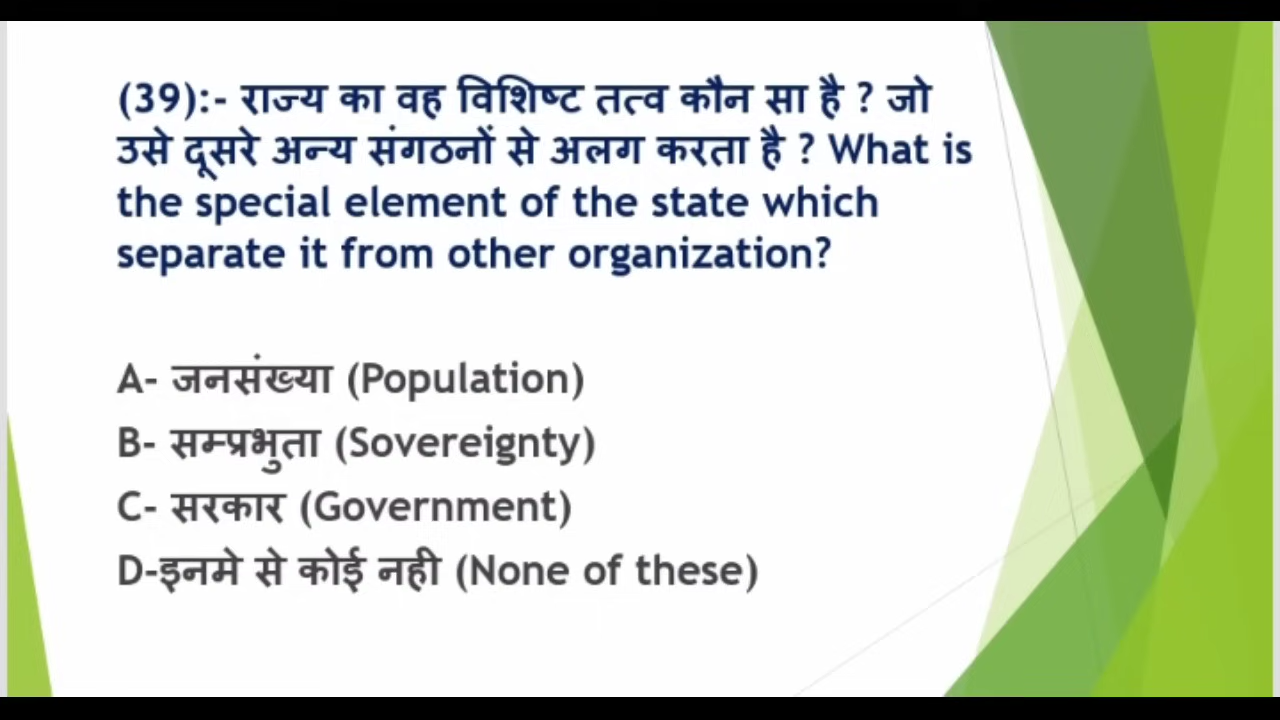 (39):- राज्य का वह विशिष्ट तत्व कौन सा है ? जो
उसे दूसरे अन्य संगठनों से अलग करता है ? What is
the special element of the state which
separate it from other organization?
A- जनसंख्या (Population)
B- सम्प्रभुता (Sovereignty)
C- सरकार (Government)
D-इनमे से कोई नही (None of these)